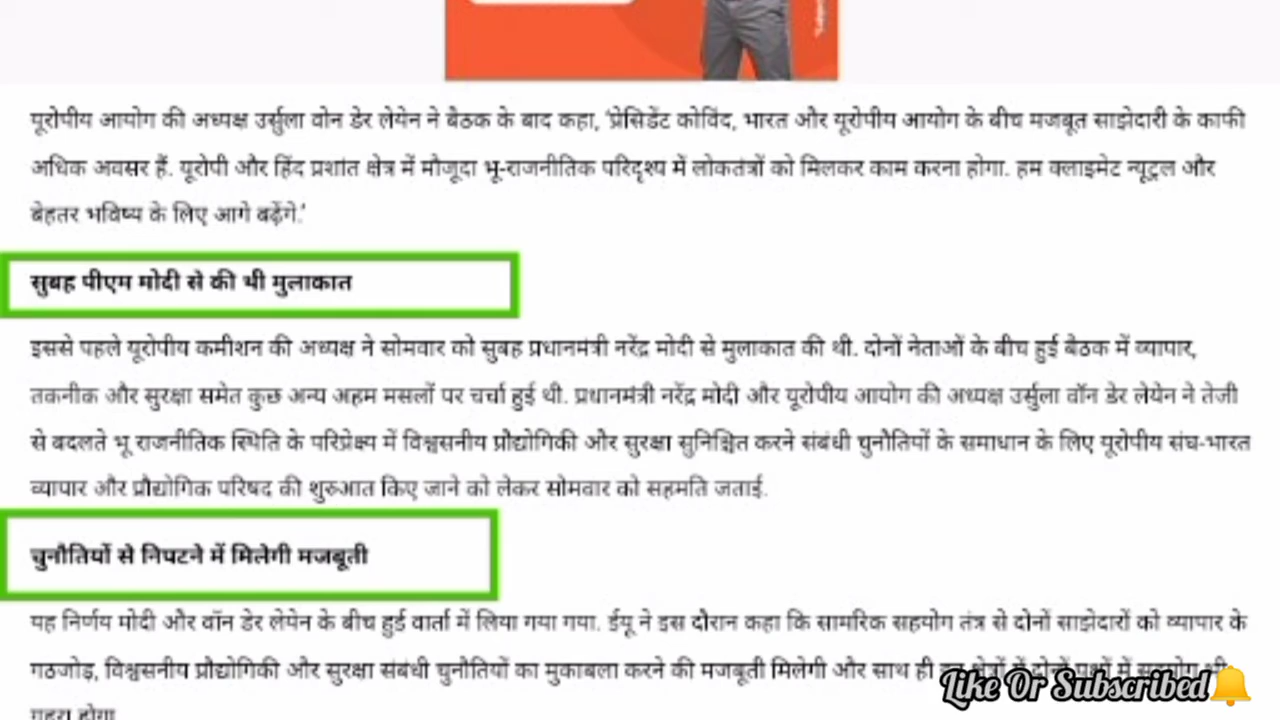 यूरोपीय आयोग की अध्यक्ष उर्सुला वोन डेर लेयेन ने बैठक के बाद कहा, 'प्रेसिडेंट कोविंद, भारत और यूरोपीय आयोग के बीच मजबूत साझेदारी के काफी
अधिक अवसर हैं. यूरोपी और हिंद प्रशांत क्षेत्र में मौजूदा भू-राजनीतिक परिदृश्य में लोकतंत्रों को मिलकर काम करना होगा. हम क्लाइमेट न्यूट्रल और
बेहतर भविष्य के लिए आगे बढ़ेंगे.'
सुबह पीएम मोदी से की थी मुलाकात
इससे पहले यूरोपीय कमीशन की अध्यक्ष ने सोमवार को सुबह प्रधानमंत्री नरेंद्र मोदी से मुलाकात की थी. दोनों नेताओं के बीच हुई बैठक में व्यापार,
तकनीक और सुरक्षा समेत कुछ अन्य अहम मसलों पर चर्चा हुई थी. प्रधानमंत्री नरेंद्र मोदी और यूरोपीय आयोग की अध्यक्ष उर्सुला वॉन डेर लेयेन ने तेजी
से बदलते भू राजनीतिक स्थिति के परिप्रेक्ष्य में विश्वसनीय प्रौद्योगिकी और सुरक्षा सुनिश्चित करने संबंधी चुनौतियों के समाधान के लिए यूरोपीय संघ-भारत
व्यापार और प्रौद्योगिक परिषद की शुरुआत किए जाने को लेकर सोमवार को सहमति जताई.
चुनौतियों से निपटने में मिलेगी मजबूती
यह निर्णय मोदी और वॉन डेर लेयेन के बीच हुई वार्ता में लिया गया गया. ईयू ने इस दौरान कहा कि सामरिक सहयोग तंत्र से दोनों साझेदारों को व्यापार के
गठजोड़, विश्वसनीय प्रौद्योगिकी और सुरक्षा संबंधी चुनौतियों का मुकाबला करने की मजबूती मिलेगी और साथ ही
Like Or Subscribed